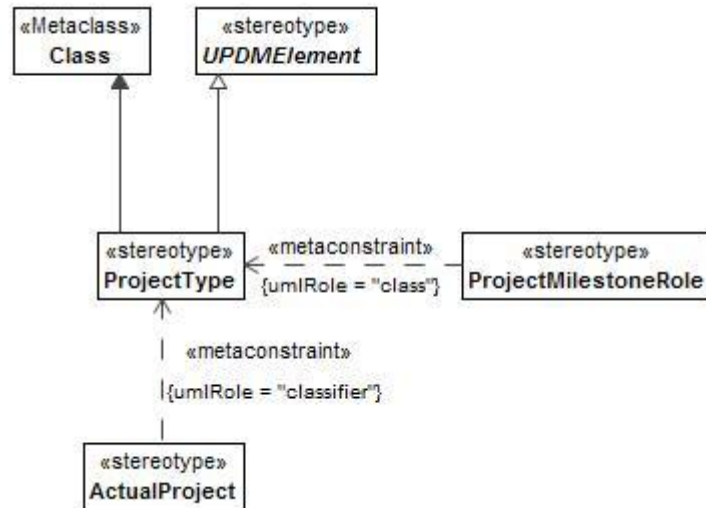 «Metaclass»
Class
«stereotype»
UPDMElement
«stereotype»
ProjectType
«metaconstraint»
{umlRole = "class"}
«stereotype»
ProjectMilestoneRole
«metaconstraint»
{umlRole = "classifier"}
«stereotype»
ActualProject